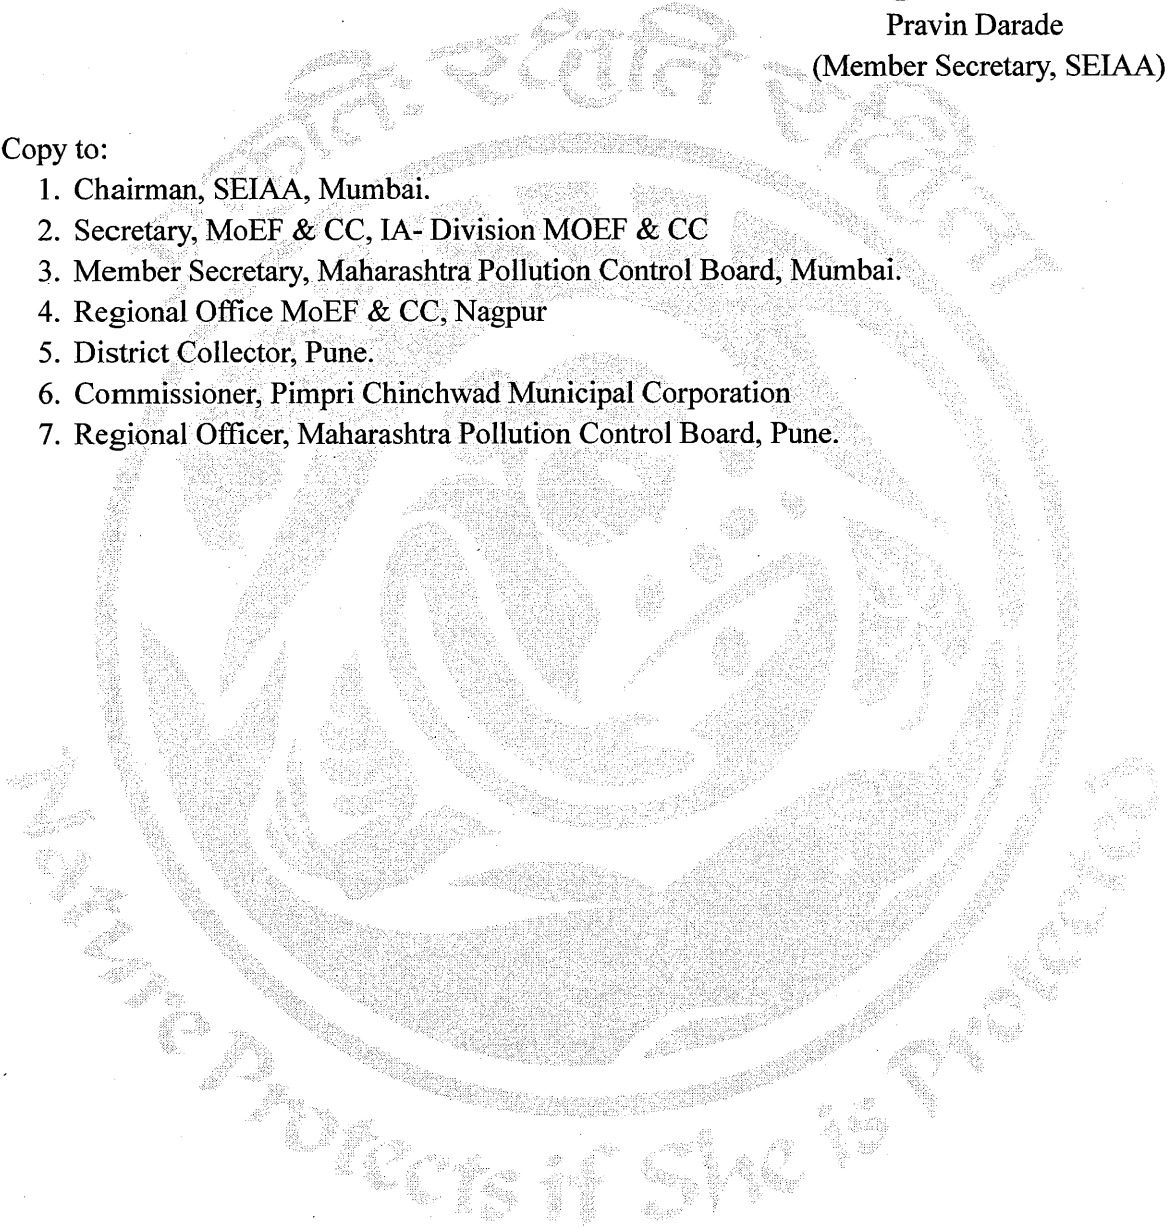 Pravin Darade
(Member Secretary, SEIAA)
Copy to:
1. Chairman, SEIAA, Mumbai.
2. Secretary, MoEF & CC, IA- Division MOEF & CC
3. Member Secretary, Maharashtra Pollution Control Board, Mumbai.
4. Regional Office MoEF & CC, Nagpur
5. District Collector, Pune.
6. Commissioner, Pimpri Chinchwad Municipal Corporation
7. Regional Officer, Maharashtra Pollution Control Board, Pune.
Nature Protects if She is Protected